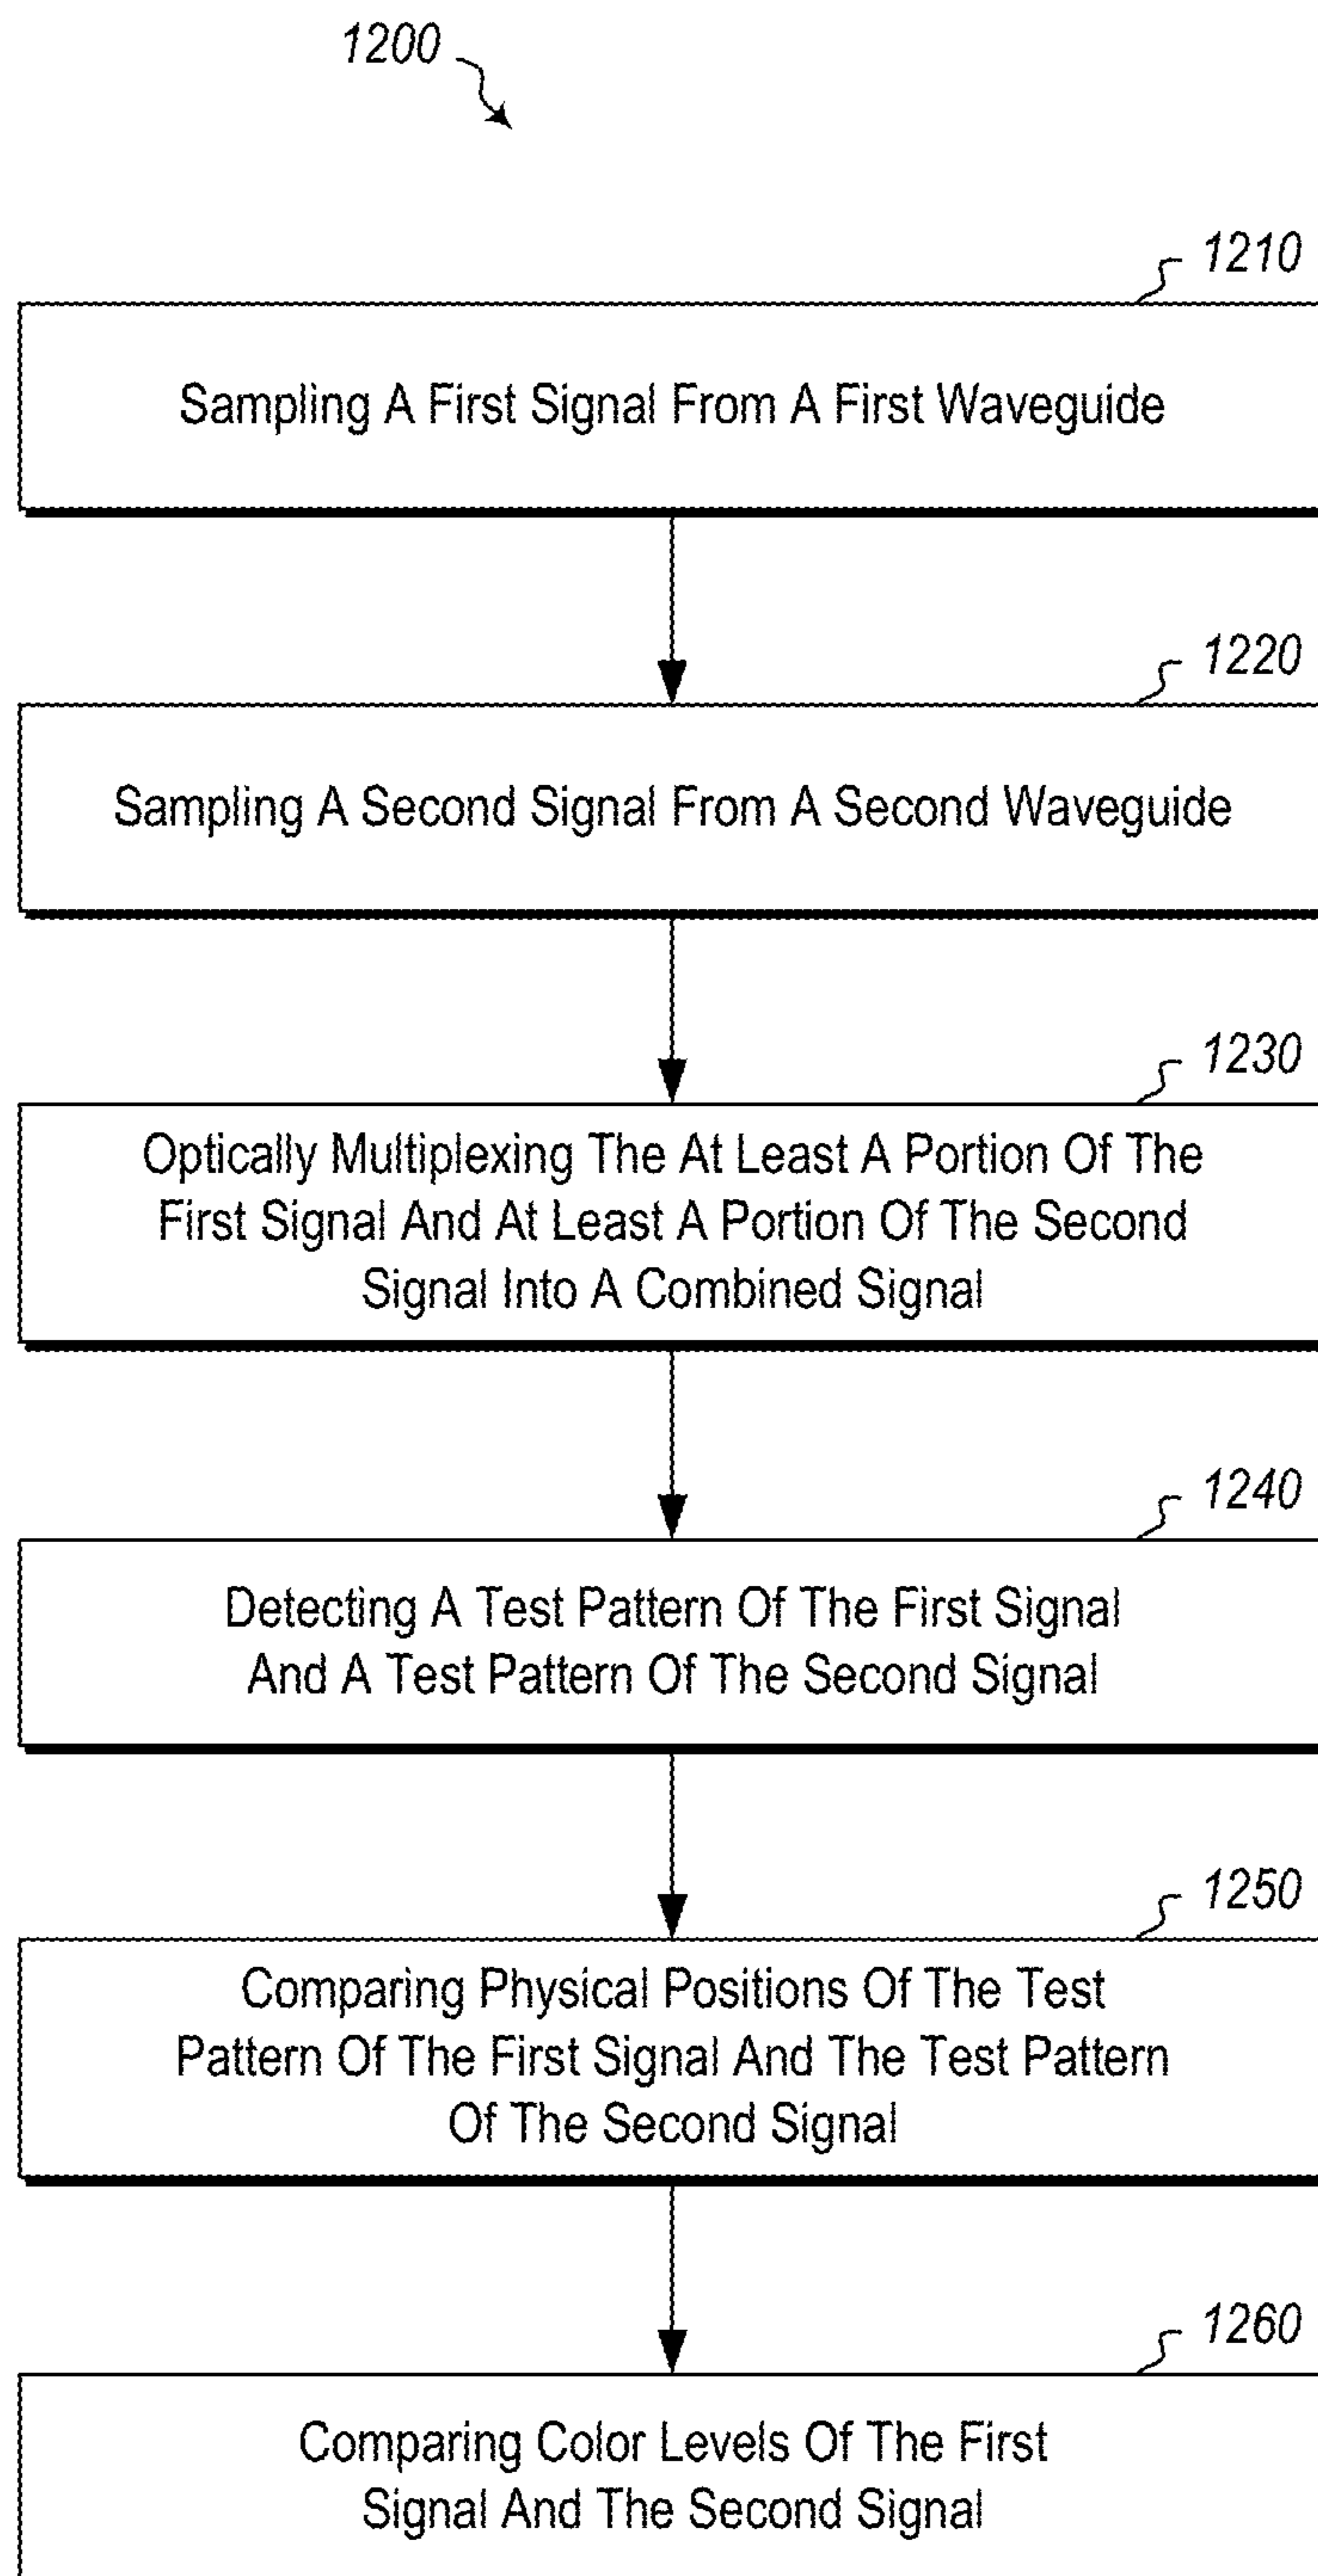 1200
1210
Sampling A First Signal From A First Waveguide
1220
Sampling A Second Signal From A Second Waveguide
1230
Optically Multiplexing The At Least A Portion Of The
First Signal And At Least A Portion Of The Second
Signal Into A Combined Signal
1240
Detecting A Test Pattern Of The First Signal
And A Test Pattern Of The Second Signal
1250
Comparing Physical Positions Of The Test
Pattern Of The First Signal And The Test Pattern
Of The Second Signal
1260
Comparing Color Levels Of The First
Signal And The Second Signal